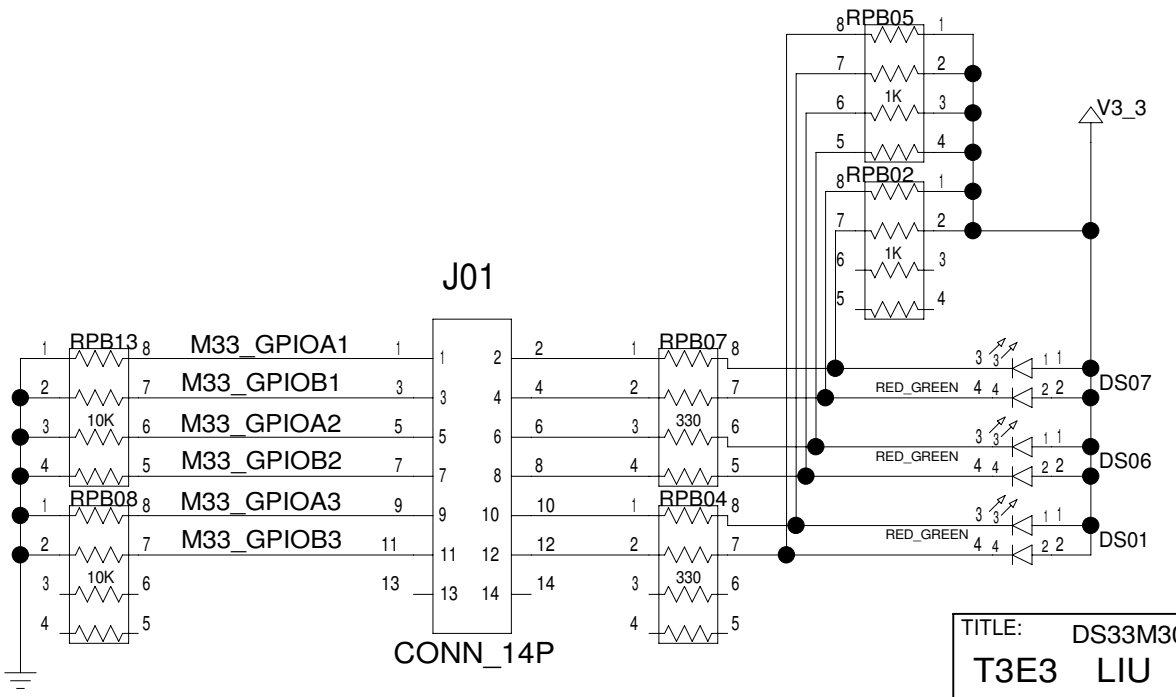 RPB05
8 1
7 2
6 1K 3
5 4
V3_3
RPB02
8 1
7 2
6 1K 3
5 4
J01
RPB13 RPB07
1 8 M33_GPIOA1 1 1 2 2 1 8 3 3 1 1
2 7 M33_GPIOB1 3 3 4 4 2 7 RED_GREEN 4 4 2 2 DS07
3 10K 6 M33_GPIOA2 5 5 6 6 3 330 6 3 3 1 1
4 5 M33_GPIOB2 7 7 8 8 4 5 RED_GREEN 4 4 2 2 DS06
RPB08 RPB04
1 8 M33_GPIOA3 9 9 10 10 1 8 3 3 1 1
2 7 M33_GPIOB3 11 11 12 12 2 7 RED_GREEN 4 4 2 2 DS01
3 10K 6 13 13 14 14 3 330 6
4 5 4 5
CONN_14P
TITLE: DS33M30
T3E3 LIU